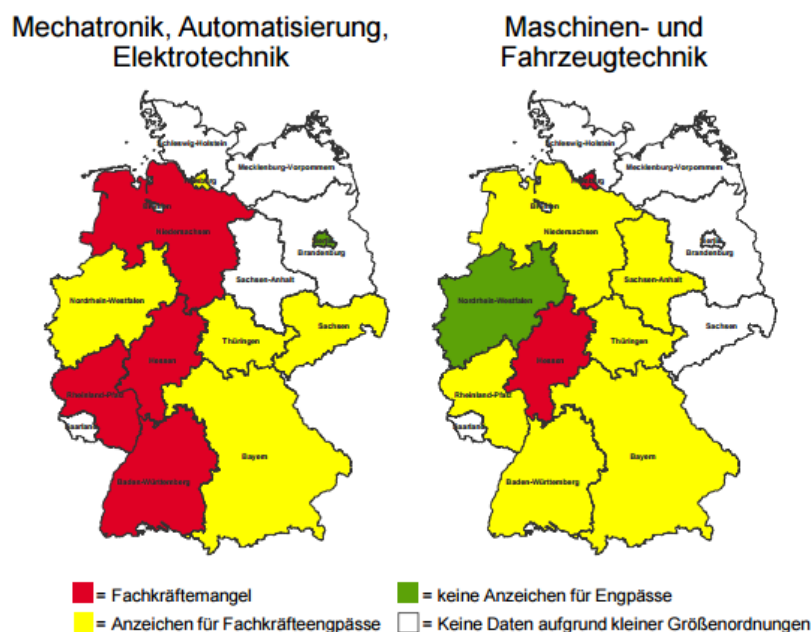 Mechatronik, Automatisierung,
Elektrotechnik
Maschinen- und
Fahrzeugtechnik
Schleswig-Holstein
Mecklenburg-Vorpommern
Niedersachsen
Brandenburg
Sachsen-Anhalt
Nordrhein-Westfalen
Sachsen
Thüringen
Hessen
Rheinland-Pfalz
Saarland
Bayern
Baden-Württemberg
Schleswig-Holstein
Mecklenburg-Vorpommern
Bremen
Niedersachsen
Berlin
Brandenburg
Sachsen-Anhalt
Nordrhein-Westfalen
Sachsen
Thüringen
Hessen
Rheinland-Pfalz
Saarland
Bayern
Baden-Württemberg
= Fachkräftemangel
= keine Anzeichen für Engpässe
= Anzeichen für Fachkräfteengpässe
= Keine Daten aufgrund kleiner Größenordnungen